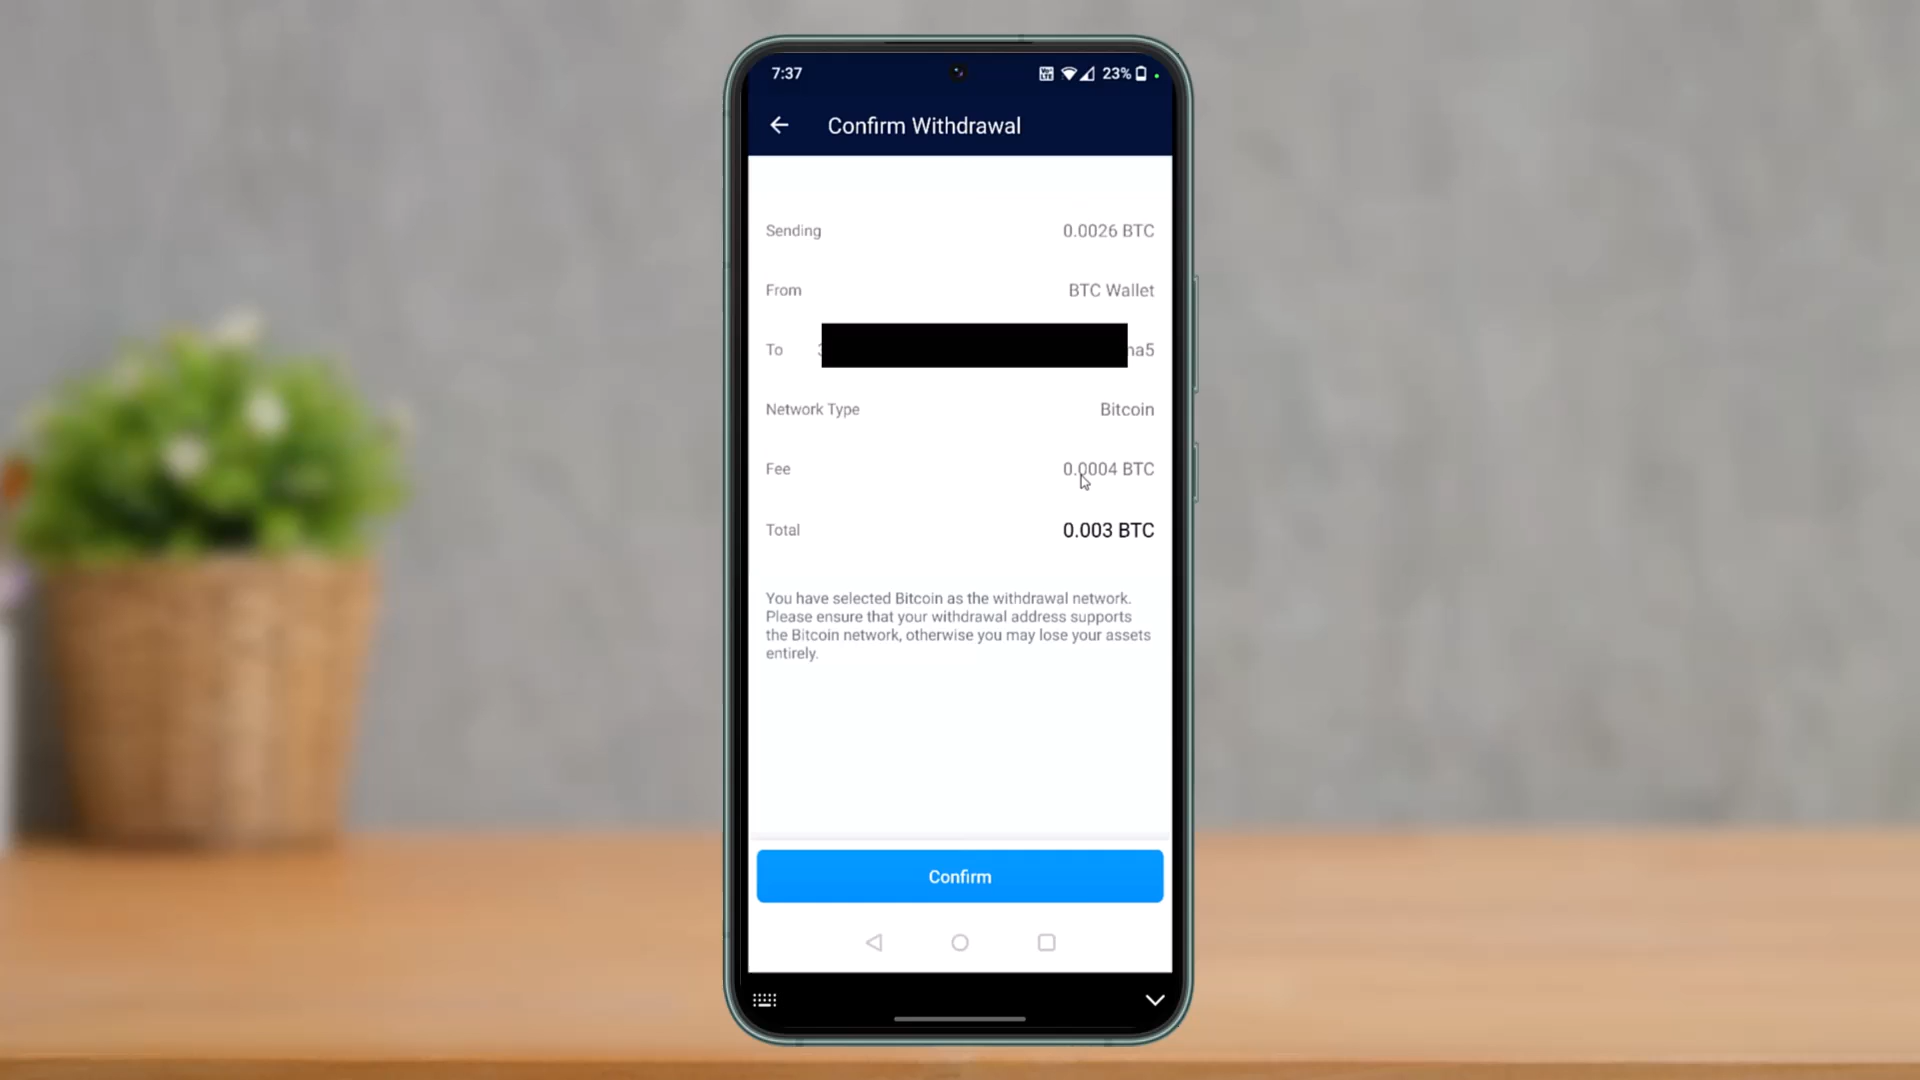 7:37
23%
Confirm Withdrawal
Sending 0.0026 BTC
From BTC Wallet
To na5
Network Type Bitcoin
Fee 0.0004 BTC
Total 0.003 BTC
You have selected Bitcoin as the withdrawal network.
Please ensure that your withdrawal address supports
the Bitcoin network, otherwise you may lose your assets
entirely.
Confirm